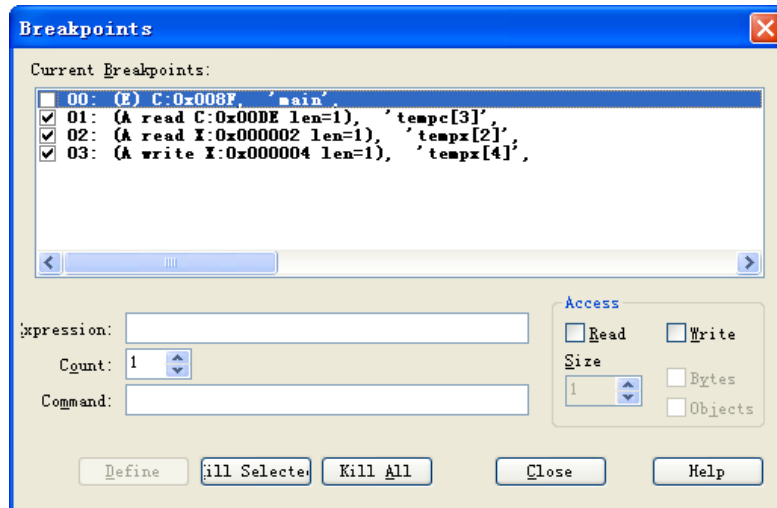 Breakpoints
Current Breakpoints:
00: (E) C:0x008F, 'main',
01: (A read C:0x00DE len=1), 'tempc[3]',
02: (A read X:0x000002 len=1), 'tempx[2]',
03: (A write X:0x000004 len=1), 'tempx[4]',
Access
xpression:
Read Write
Count: 1
Size
1
Bytes
Command:
Objects
Define ill Selecte Kill All Close Help